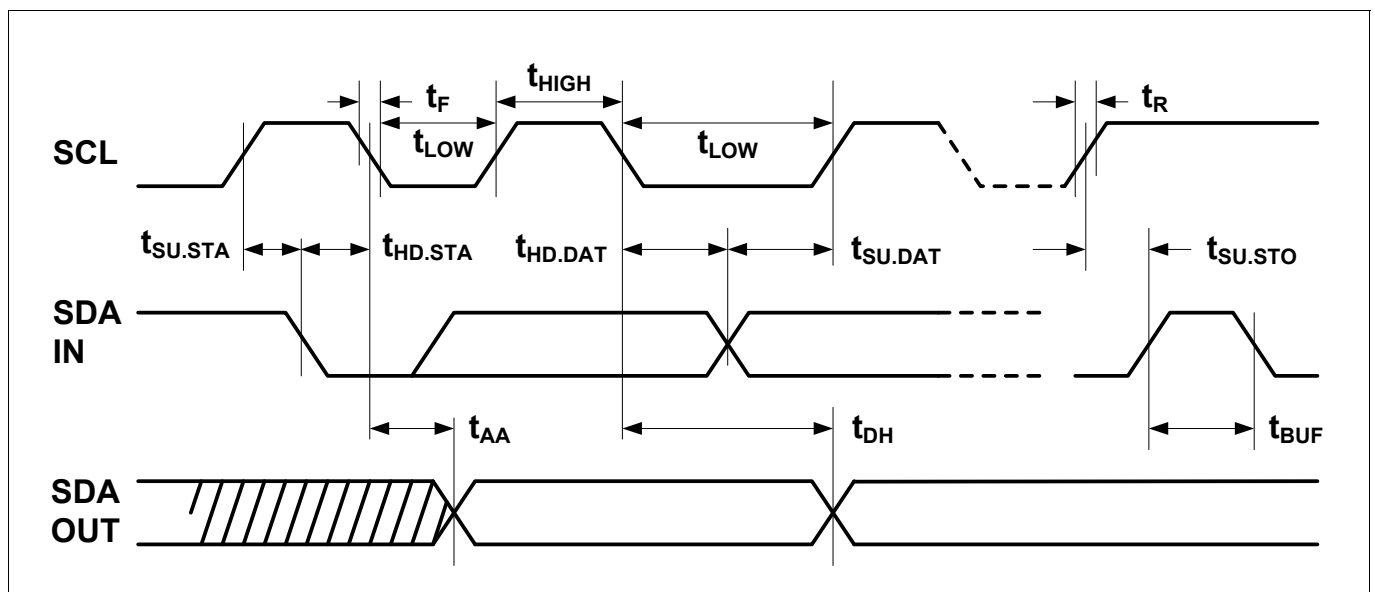 tF
tHIGH
tR
SCL
tLOW
tLOW
tSU.STA
tHD.STA
tHD.DAT
tSU.DAT
tSU.STO
SDA
IN
tAA
tDH
tBUF
SDA
OUT